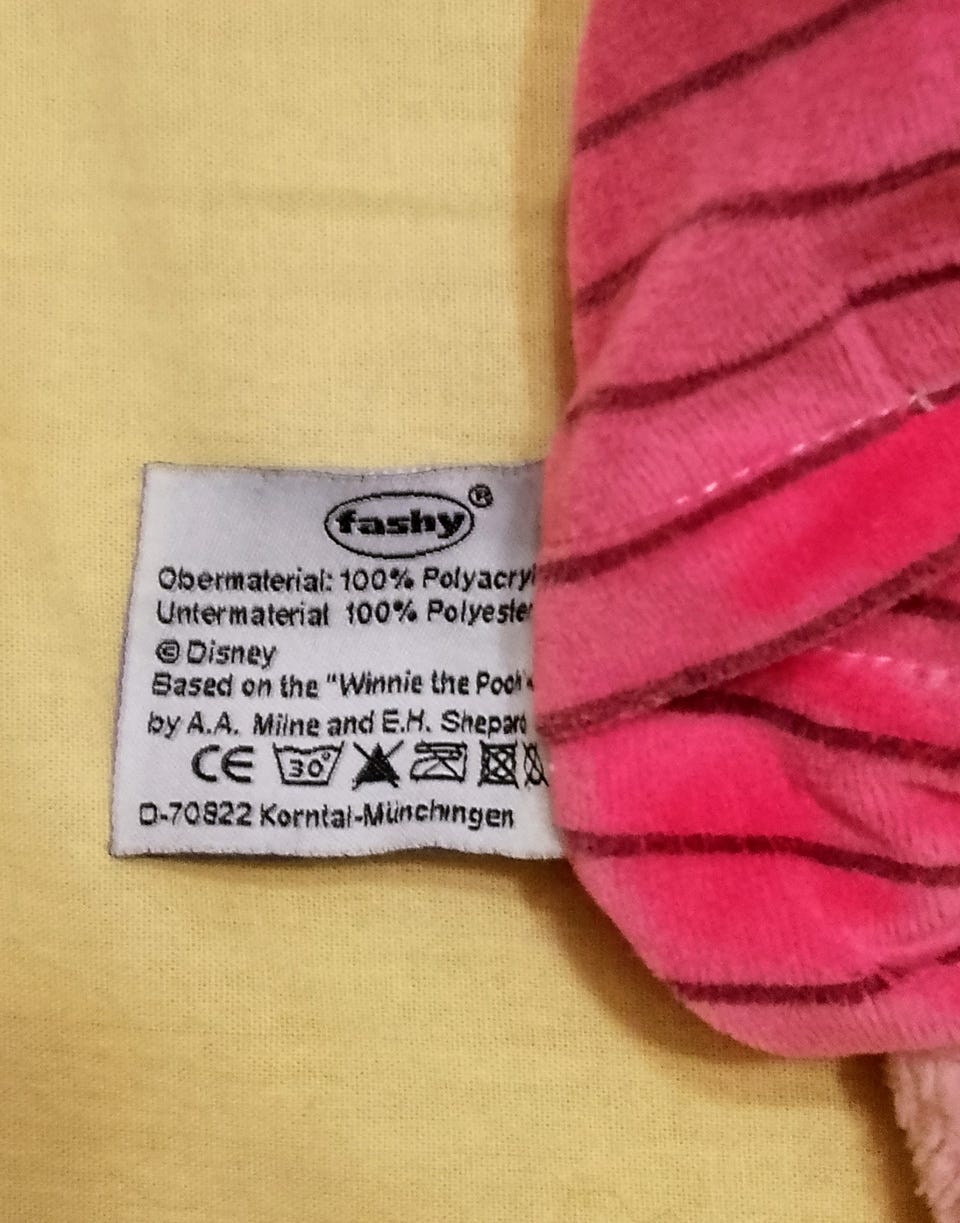 fashy®
Obermaterial: 100% Polyacryl
Untermaterial 100% Polyester
© Disney
Based on the "Winnie the Pooh"
by A.A. Milne and E.H. Shepard
CE 30°
D-70822 Korntal-Münchingen